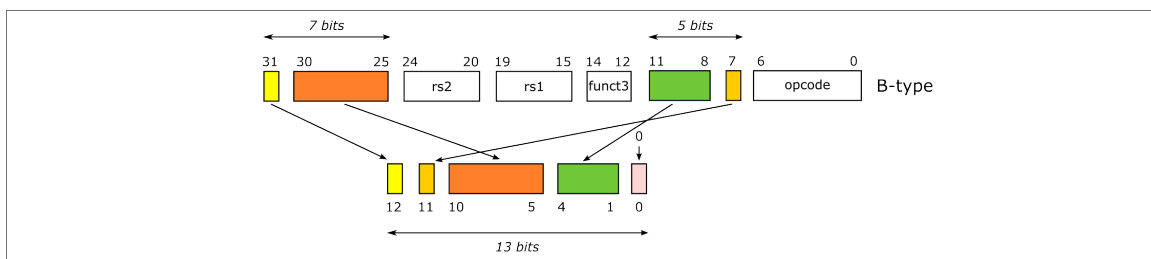 7 bits 5 bits
31 30 25 24 20 19 15 14 12 11 8 7 6 0
rs2 rs1 funct3 opcode B-type
0
12 11 10 5 4 1 0
13 bits